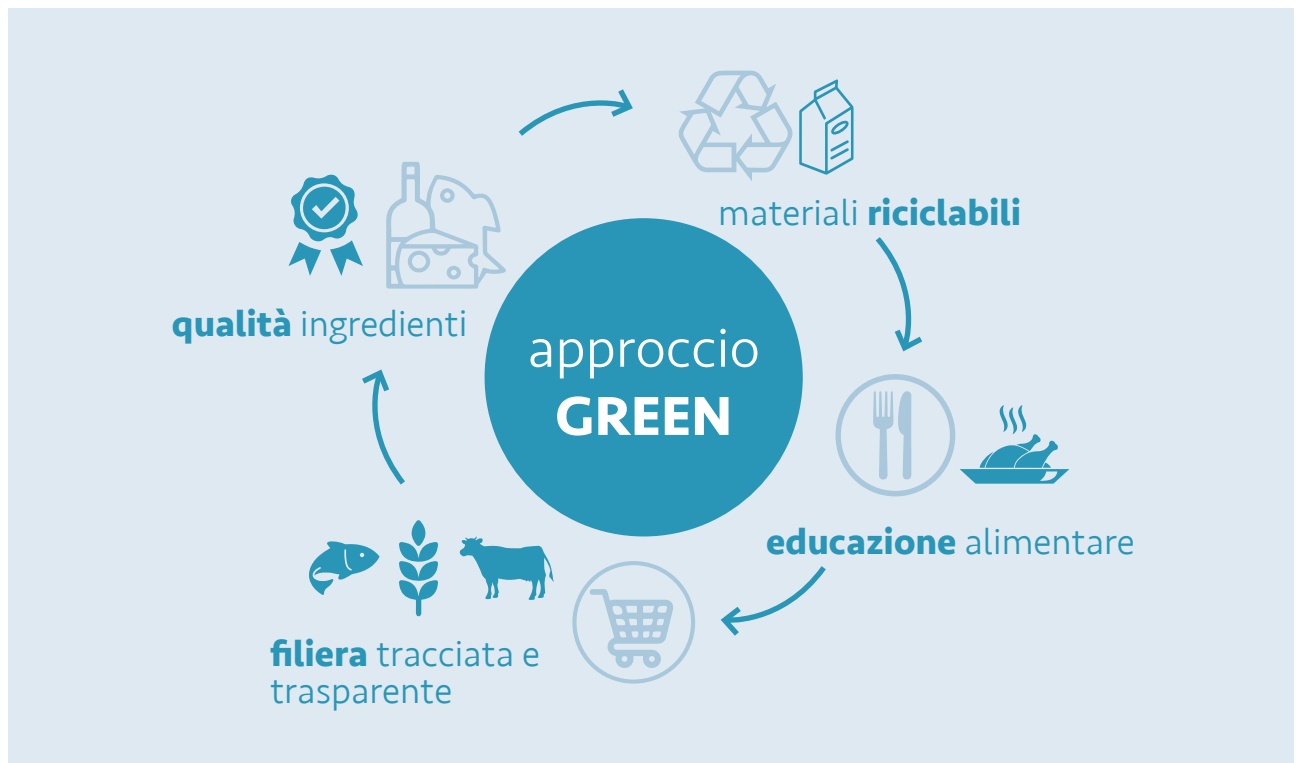 materiali riciclabili
qualità ingredienti
approccio
GREEN
educazione alimentare
filiera tracciata e
trasparente